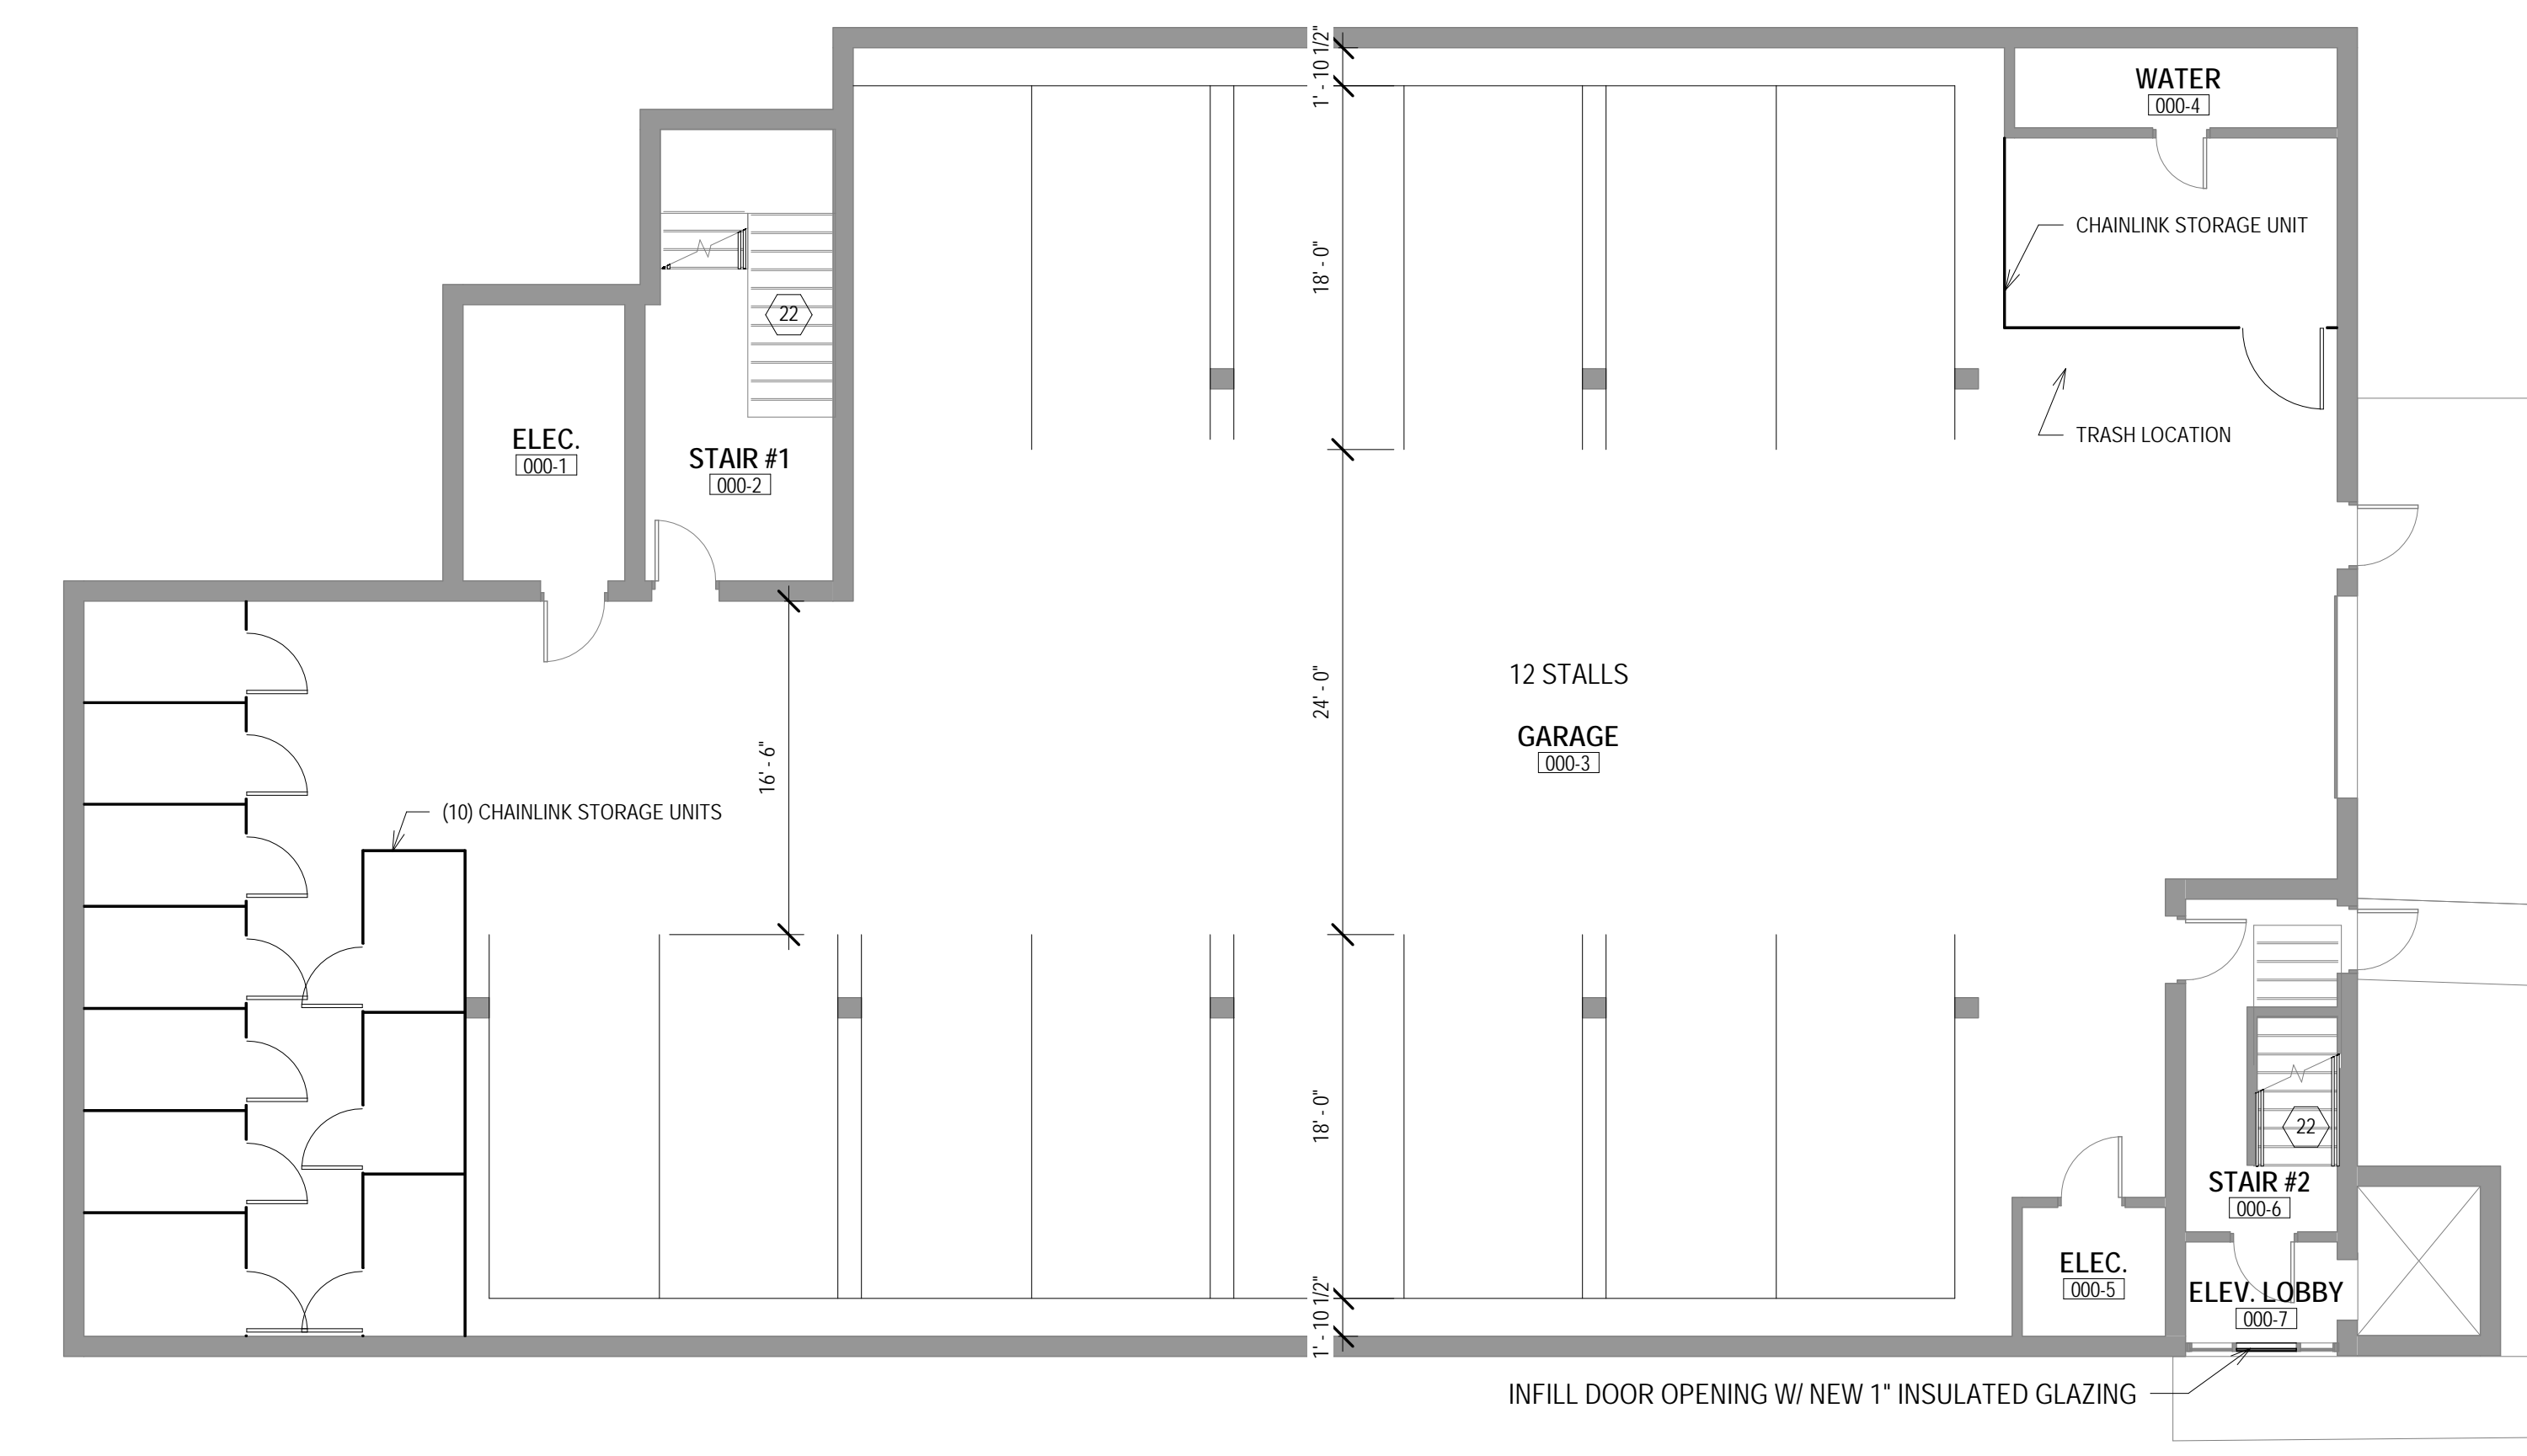 1' - 10 1/2"
WATER
000-4
CHAINLINK STORAGE UNIT
18' - 0"
22
TRASH LOCATION
ELEC.
000-1
STAIR #1
000-2
12 STALLS
24' - 0"
GARAGE
000-3
16' - 6"
(10) CHAINLINK STORAGE UNITS
18' - 0"
22
STAIR #2
000-6
ELEC.
000-5
ELEV. LOBBY
000-7
1' - 10 1/2"
INFILL DOOR OPENING W/ NEW 1" INSULATED GLAZING